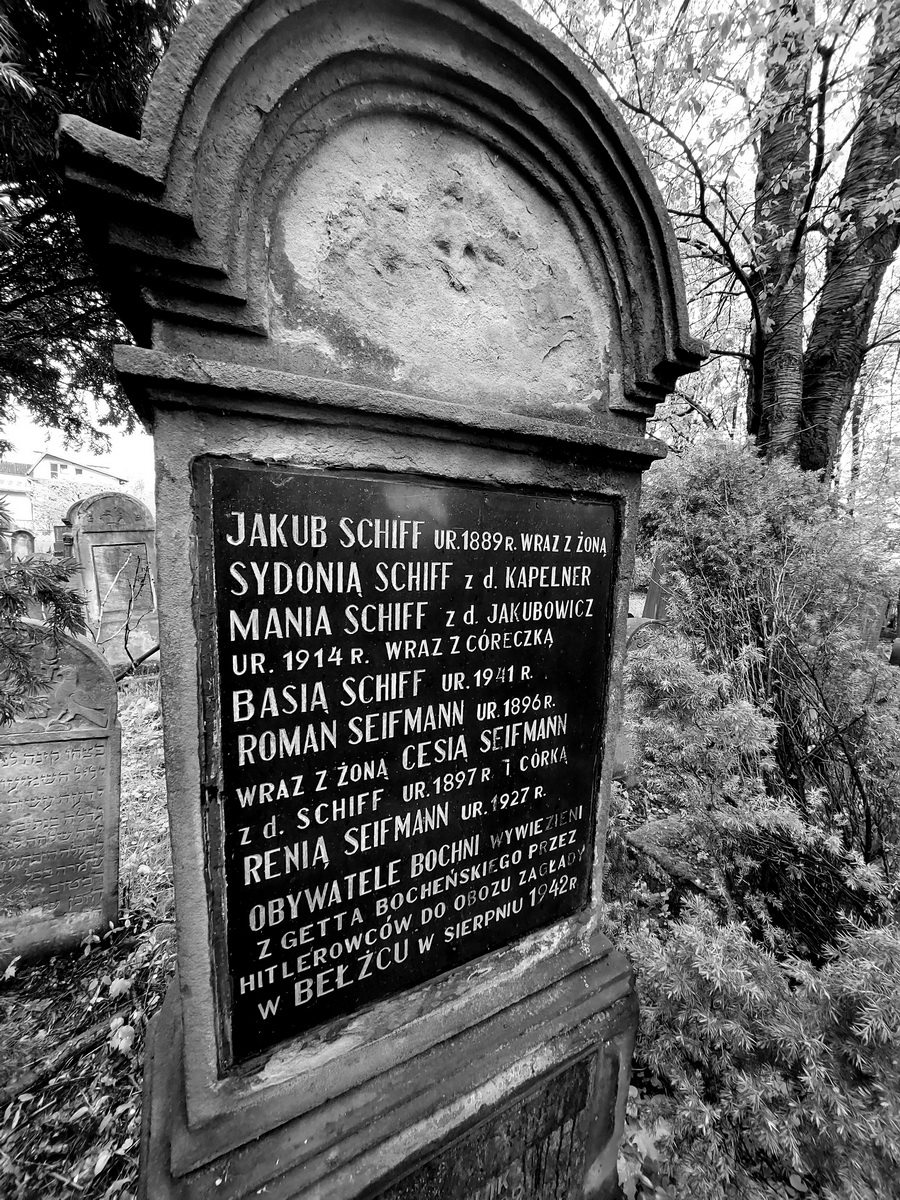 JAKUB SCHIFF UR.1889 R. WRAZ Z ŻONĄ
SYDONIĄ SCHIFF z d. KAPELNER
MANIA SCHIFF z d. JAKUBOWICZ
UR. 1914 R. WRAZ Z CÓRECZKĄ
BASIĄ SCHIFF UR.1941 R.
ROMAN SEIFMANN UR.1896 R.
WRAZ Z ŻONĄ CESIĄ SEIFMANN
z d. SCHIFF UR.1897 R I CÓRKĄ
RENIĄ SEIFMANN UR.1927 R.
OBYWATELE BOCHNI WYWIEZIENI
Z GETTA BOCHEŃSKIEGO PRZEZ
HITLEROWCÓW DO OBOZU ZAGŁADY
W BEŁŻCU W SIERPNIU 1942R